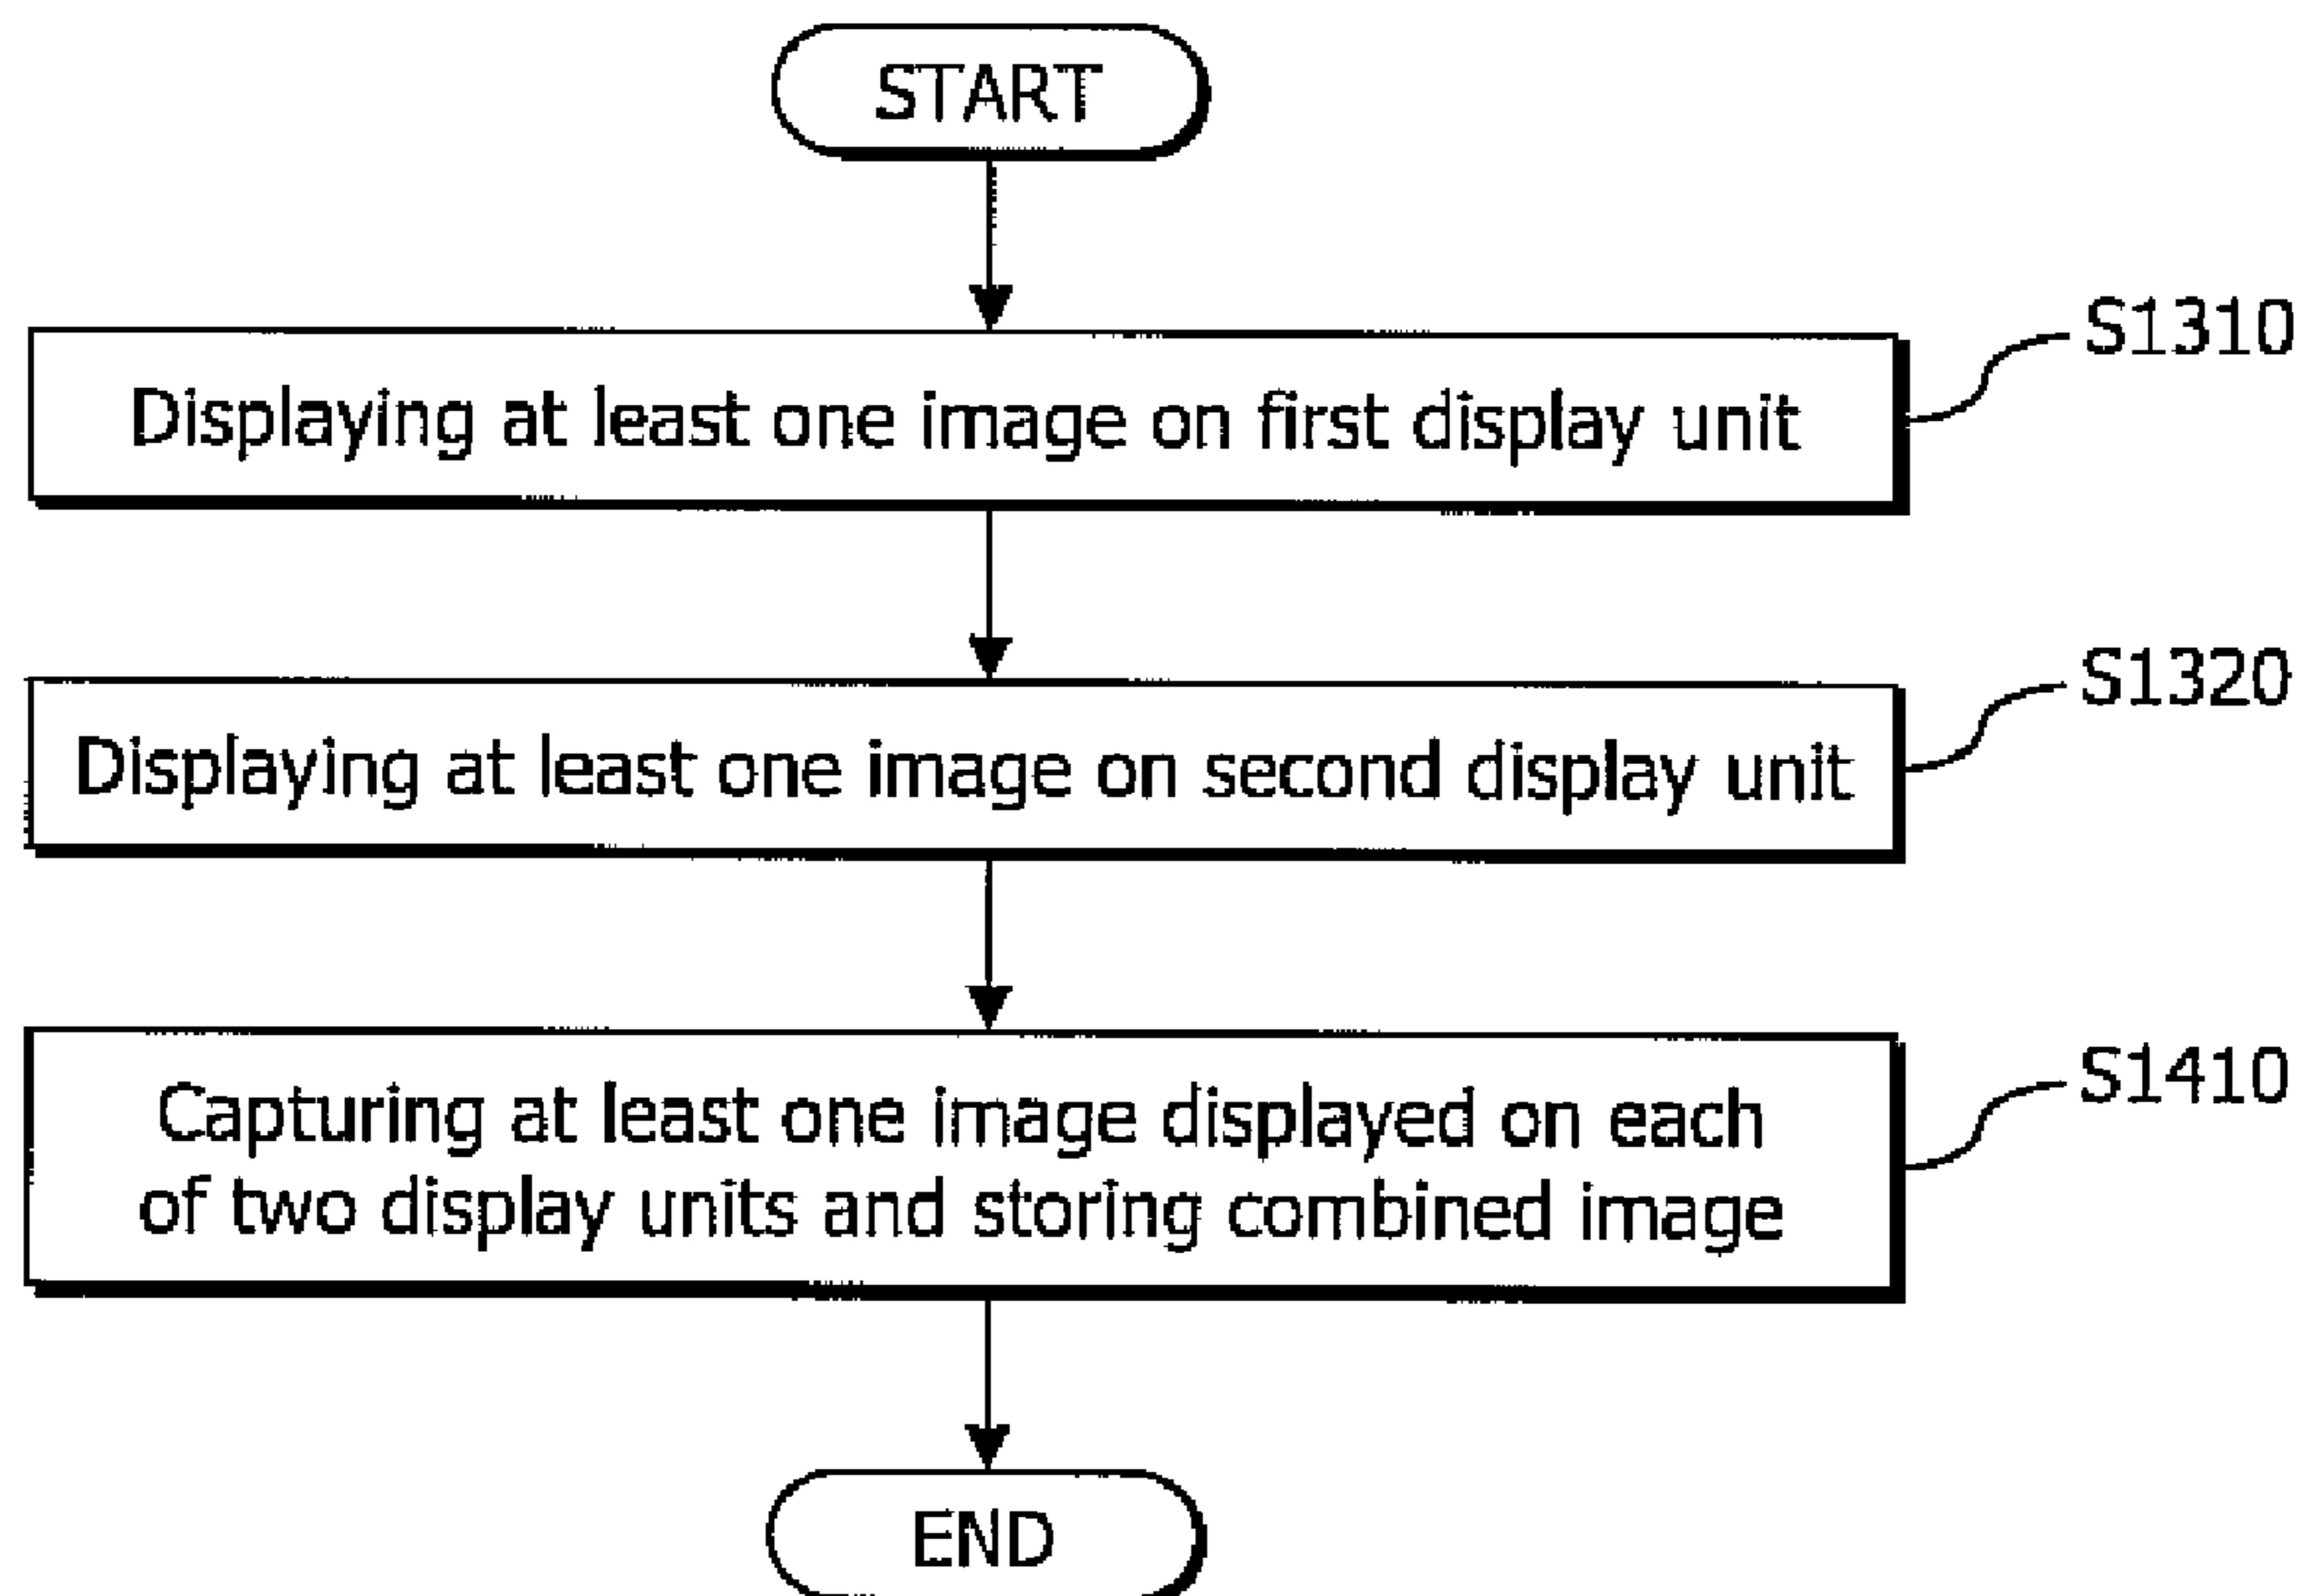 START
S1310
Displaying at least one image on first display unit
S1320
Displaying at least one image on second display unit
S1410
Capturing at least one image displayed on each
of two display units and storing combined image
END